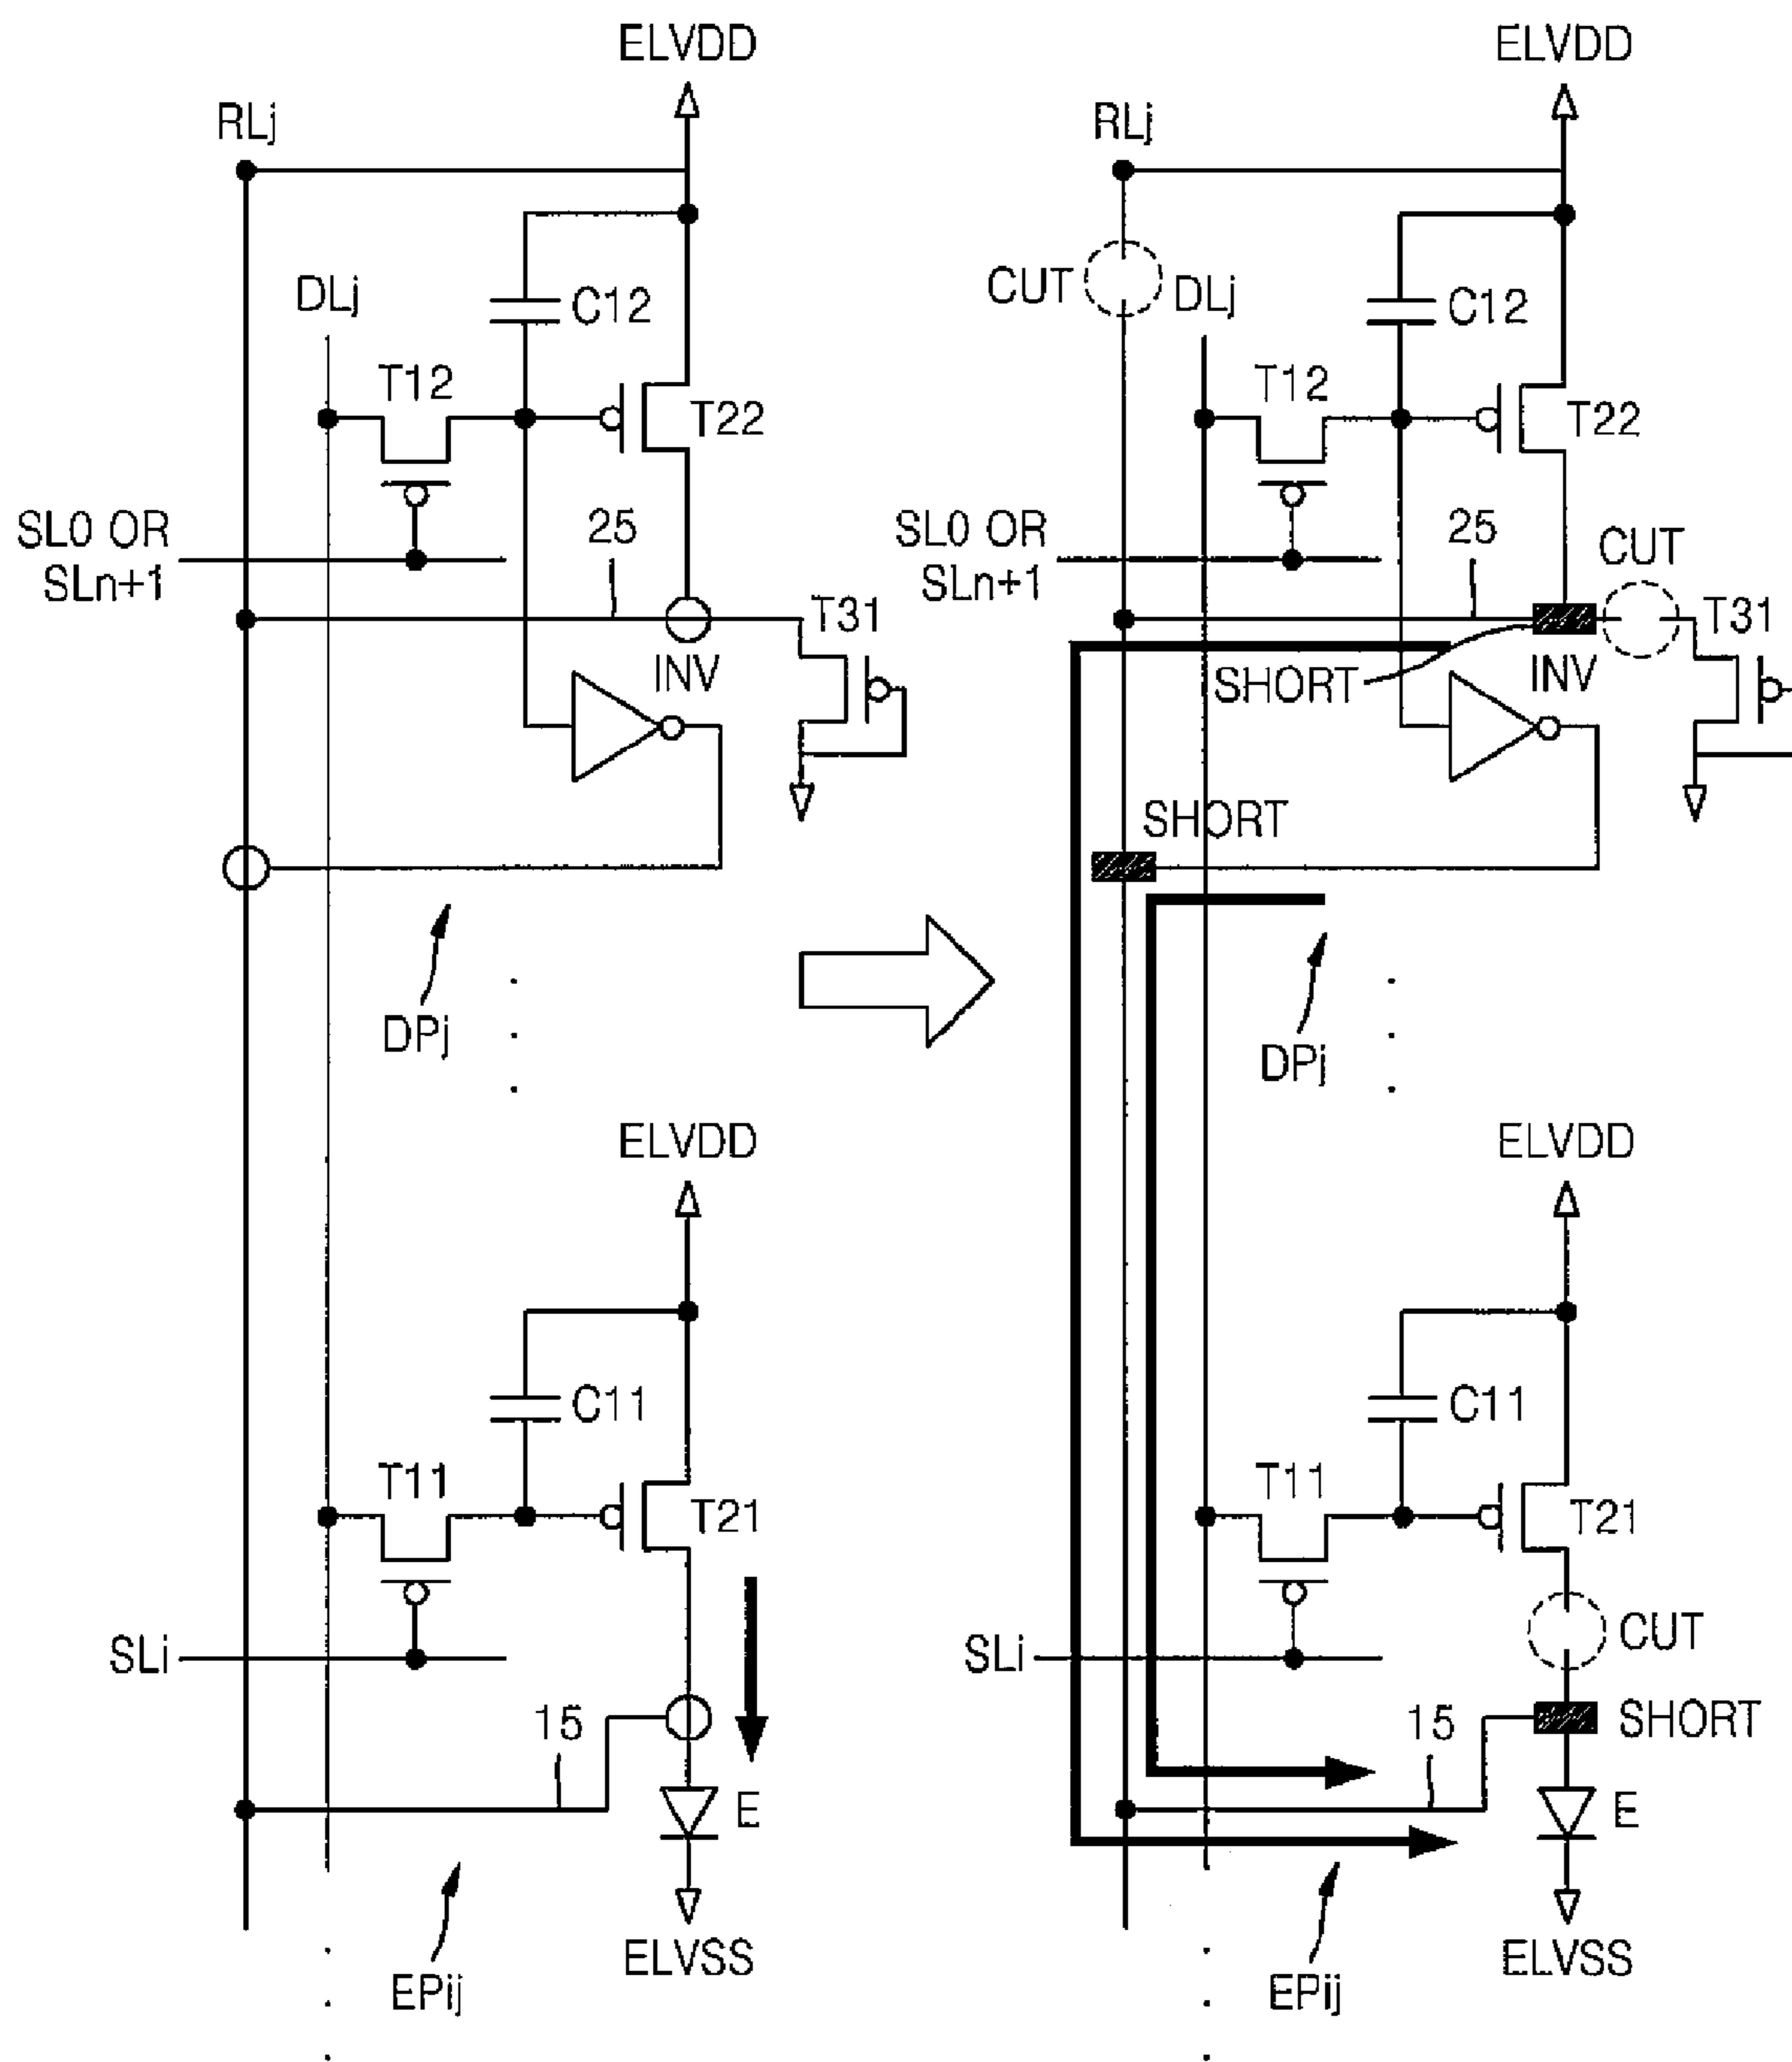 ELVDD
RLj
DLj
C12
T12
T22
SL0 OR
SLn+1
25
T31
INV
DPj
ELVDD
C11
T11
T21
SLi
15
E
EPij
ELVSS
ELVDD
RLj
CUT
DLj
C12
T12
T22
SL0 OR
SLn+1
25
CUT
T31
SHORT
INV
SHORT
DPj
ELVDD
C11
T11
T21
CUT
SLi
15
SHORT
E
EPij
ELVSS